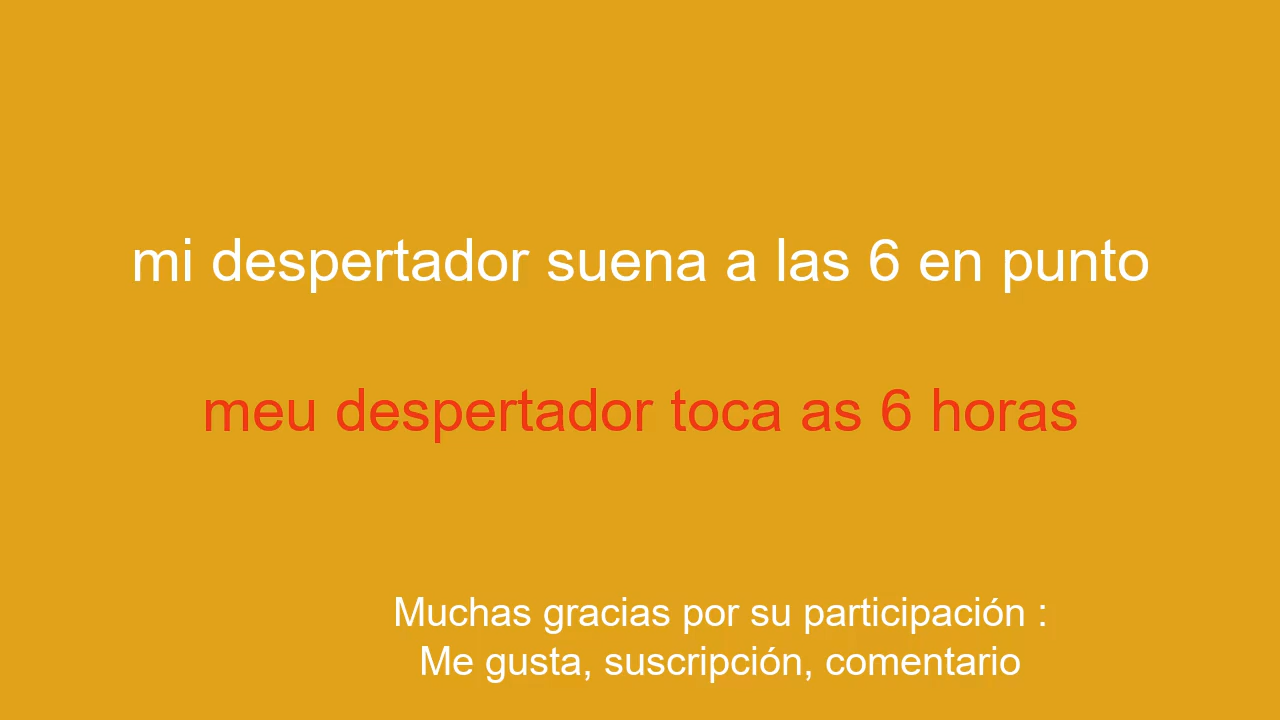 mi despertador suena a las 6 en punto
meu despertador toca as 6 horas
Muchas gracias por su participación :
Me gusta, suscripción, comentario